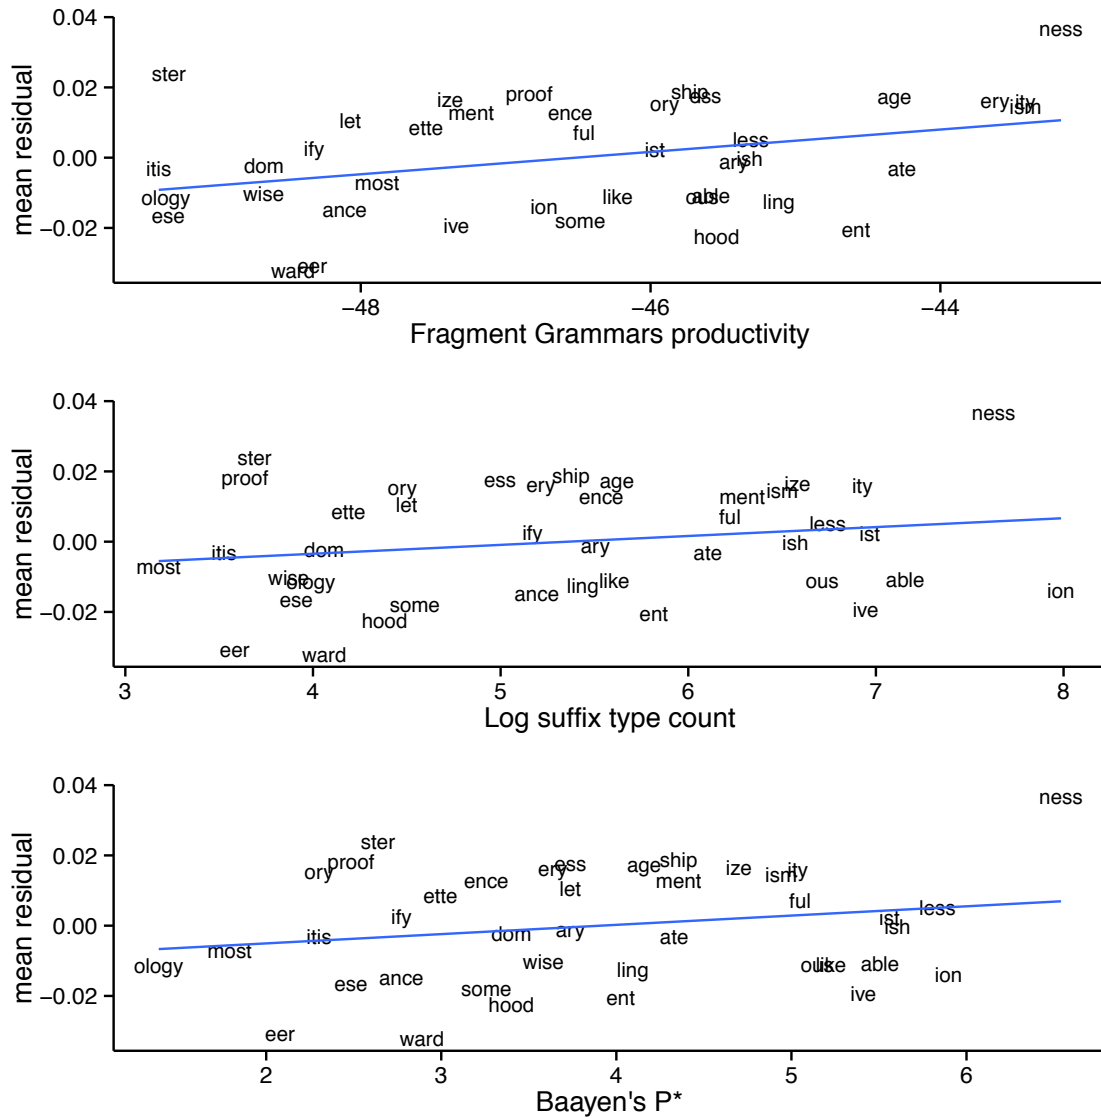 0.04
0.02
0.00
−0.02
mean residual
ness
ster
ship
ess
proof
age
ize
ory
ery
ity
ism
ment
ence
let
ette
ful
less
ify
ist
ish
ary
itis
dom
ate
most
ology
wise
like
ous
able
ling
ese
ance
ion
some
ive
hood
ent
ward
eer
−48
−46
−44
Fragment Grammars productivity
0.04
0.02
0.00
−0.02
mean residual
ness
ster
proof
ship
ess
ery
age
ory
ize
ity
ism
ence
ment
let
ette
ful
less
ify
ist
ish
ary
itis
dom
ate
most
wise
ology
ling
like
ous
able
ion
ese
ance
some
hood
ent
ive
eer
ward
3
4
5
6
7
8
Log suffix type count
0.04
0.02
0.00
−0.02
mean residual
ness
ster
proof
ory
ship
age
ess
ery
ize
ity
ism
ence
ment
let
ette
ful
less
ify
ist
ish
ary
dom
itis
ate
most
ology
wise
ling
ous
like
able
ion
ese
ance
some
hood
ent
ive
eer
ward
2
3
4
5
6
Baayen's P*